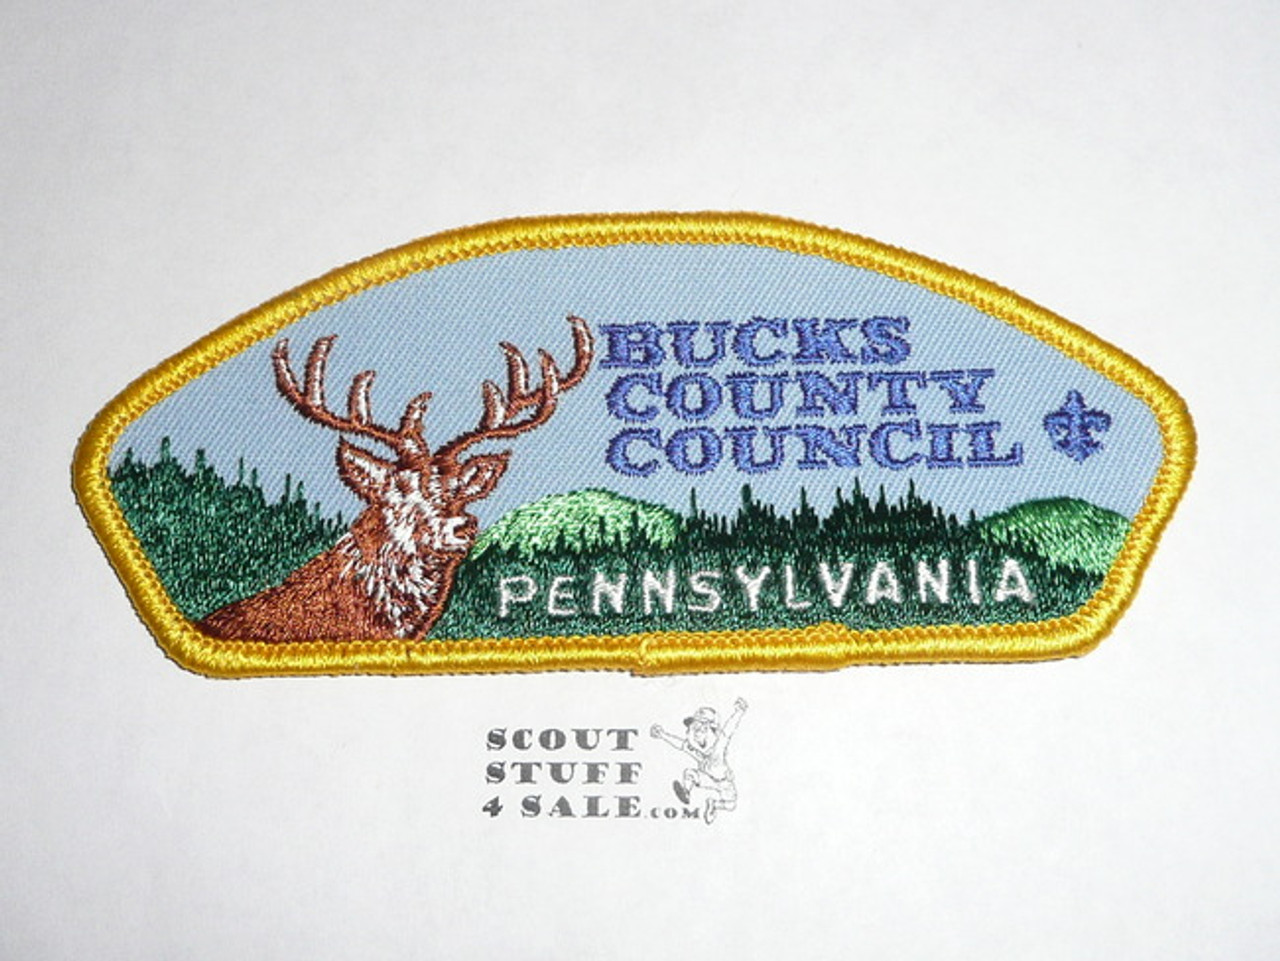 BUCKS
COUNTY
COUNCIL
PENNSYLVANIA
SCOUT
STUFF
4 SALE.COM